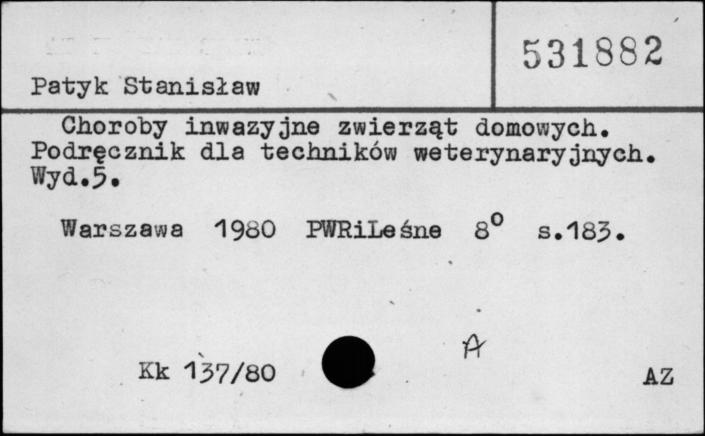 531882
Patyk Stanisław
Choroby inwazyjne zwierząt domowych.
Podręcznik dla techników weterynaryjnych.
Wyd.5.
Warszawa 1980 PWRiLeśne 8° s.183.
A
Kk 137/80
AZ